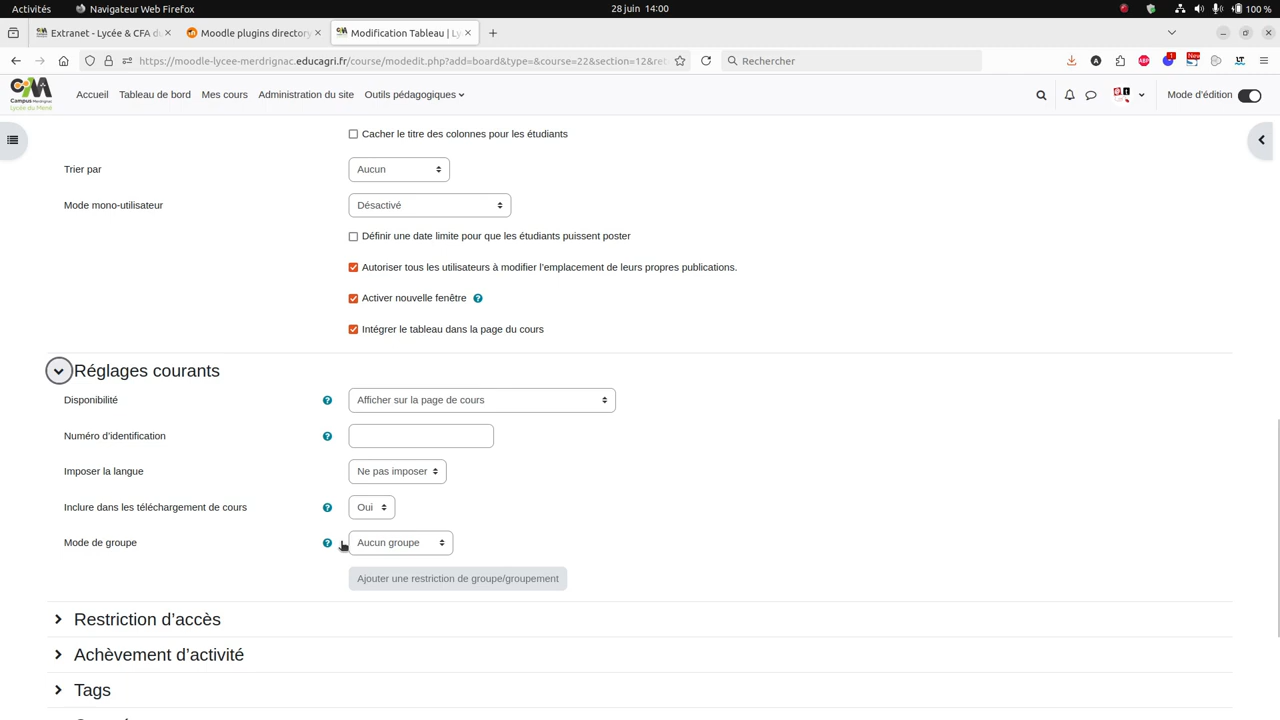 Activités
Navigateur Web Firefox
28 juin 14:00
100 %
Extranet - Lycée & CFA du
Moodle plugins directory
Modification Tableau | Ly
https://moodle-lycee-merdrignac.educagri.fr/course/modedit.php?add=board&type=&course=22&section=12&ret
Rechercher
Campus
Merdrignac
Lycée du Mené
Accueil
Tableau de bord
Mes cours
Administration du site
Outils pédagogiques
Mode d'édition
Cacher le titre des colonnes pour les étudiants
Trier par
Aucun
Mode mono-utilisateur
Désactivé
Définir une date limite pour que les étudiants puissent poster
Autoriser tous les utilisateurs à modifier l’emplacement de leurs propres publications.
Activer nouvelle fenêtre
Intégrer le tableau dans la page du cours
Réglages courants
Disponibilité
Afficher sur la page de cours
Numéro d’identification
Imposer la langue
Ne pas imposer
Inclure dans les téléchargement de cours
Oui
Mode de groupe
Aucun groupe
Ajouter une restriction de groupe/groupement
Restriction d’accès
Achèvement d’activité
Tags